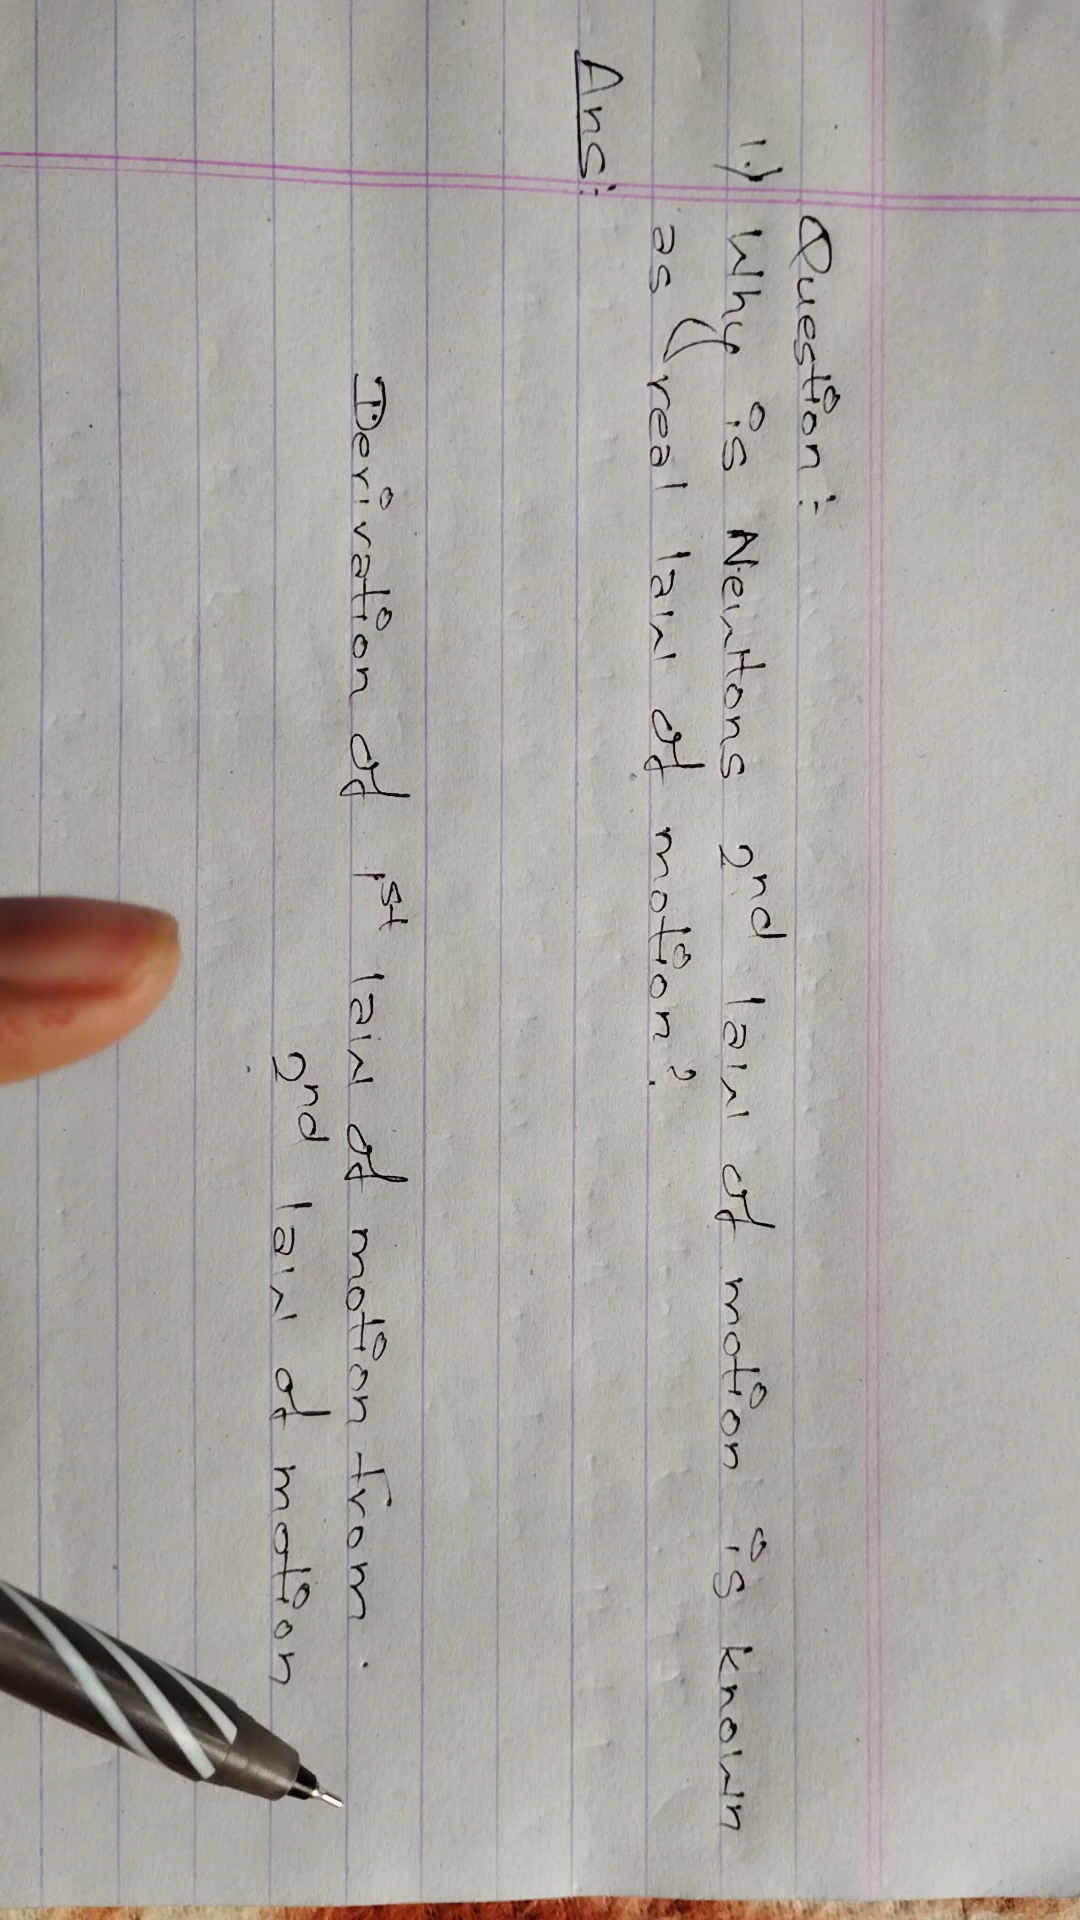 Question:
1.) Why is Newtons 2nd law of motion is known
as real law of motion?
Ans:
Derivation of 1st law of motion from
2nd law of motion